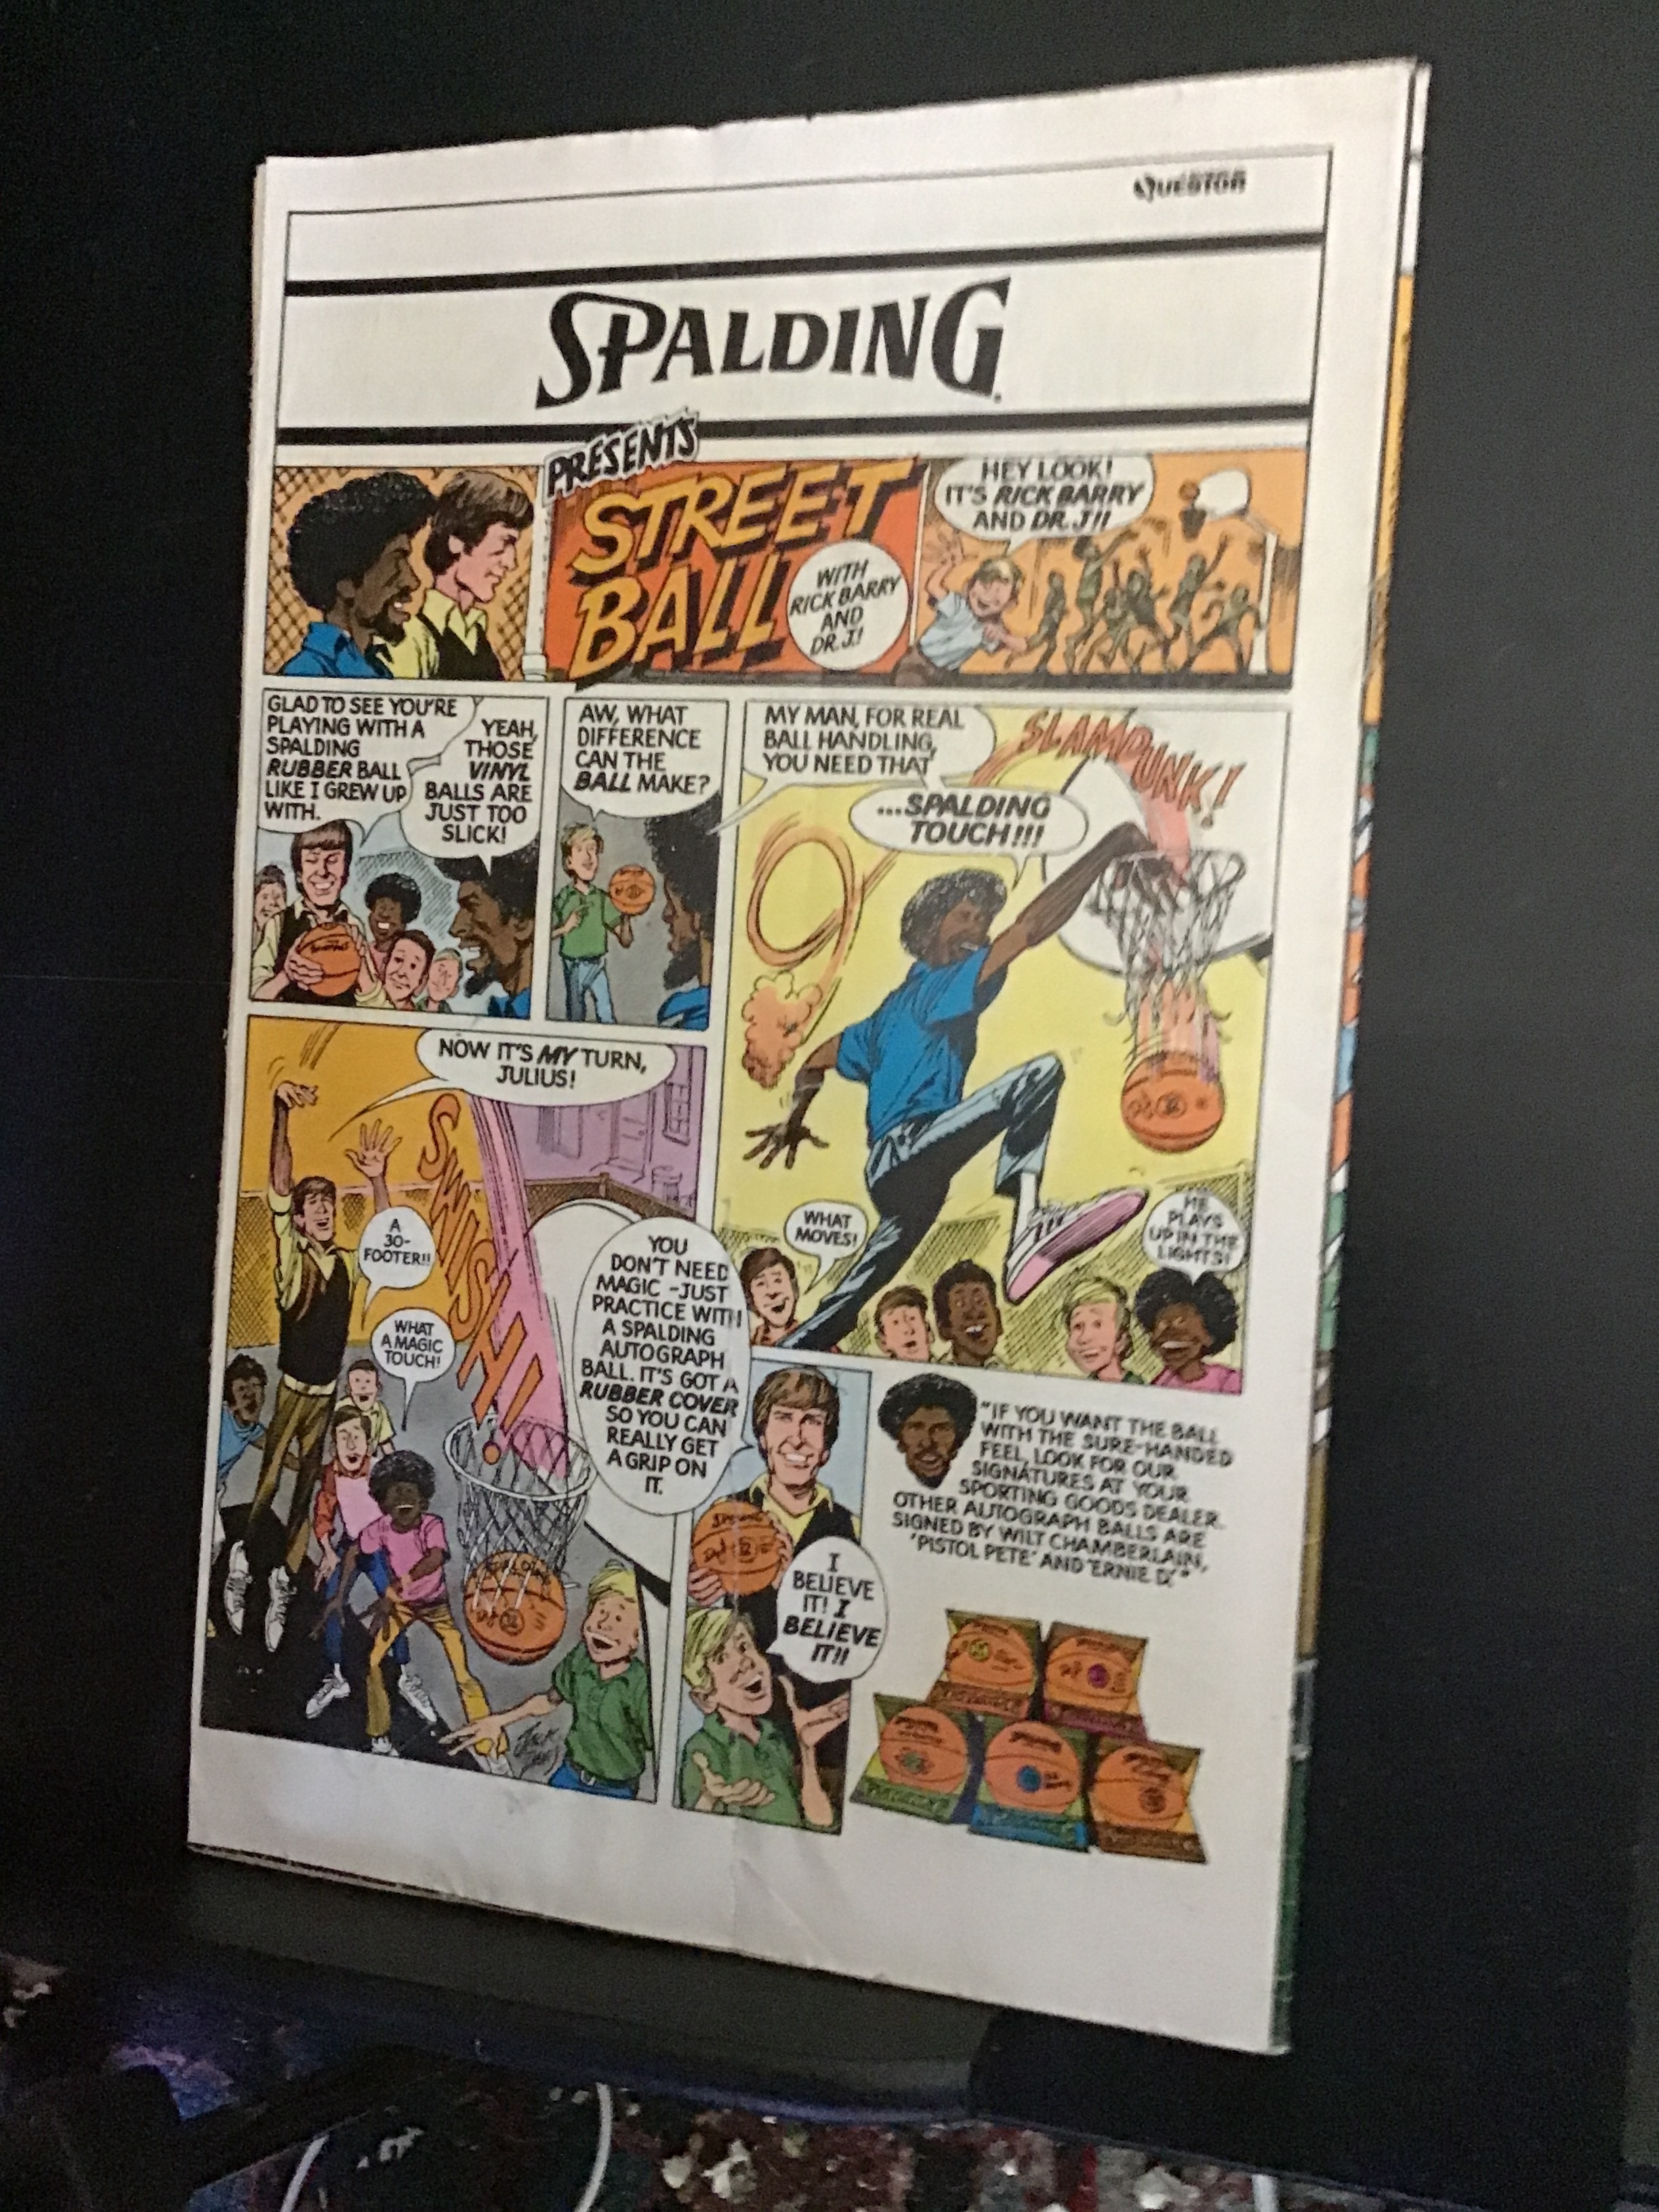 QUESTOR
SPALDING
PRESENTS
STREET
BALL
WITH
RICK BARRY
AND
DR. J!
HEY LOOK!
IT'S RICK BARRY
AND DR. J!!
GLAD TO SEE YOU'RE
PLAYING WITH A
SPALDING
RUBBER BALL
LIKE I GREW UP
WITH.
YEAH,
THOSE
VINYL
BALLS ARE
JUST TOO
SLICK!
AW, WHAT
DIFFERENCE
CAN THE
BALL MAKE?
MY MAN, FOR REAL
BALL HANDLING,
YOU NEED THAT
...SPALDING
TOUCH!!!
SLAMDUNK!
WHAT
MOVES!
HE
PLAYS
UP IN THE
LIGHTS!
NOW IT'S MY TURN,
JULIUS!
SWISH!
A
30-
FOOTER!!
WHAT
A MAGIC
TOUCH!
YOU
DON'T NEED
MAGIC -JUST
PRACTICE WITH
A SPALDING
AUTOGRAPH
BALL. IT'S GOT A
RUBBER COVER
SO YOU CAN
REALLY GET
A GRIP ON
IT.
SPALDING
I
BELIEVE
IT! I
BELIEVE
IT!!
"IF YOU WANT THE BALL
WITH THE SURE-HANDED
FEEL, LOOK FOR OUR
SIGNATURES AT YOUR
SPORTING GOODS DEALER.
OTHER AUTOGRAPH BALLS ARE
SIGNED BY WILT CHAMBERLAIN,
'PISTOL PETE' AND 'ERNIE D.'"